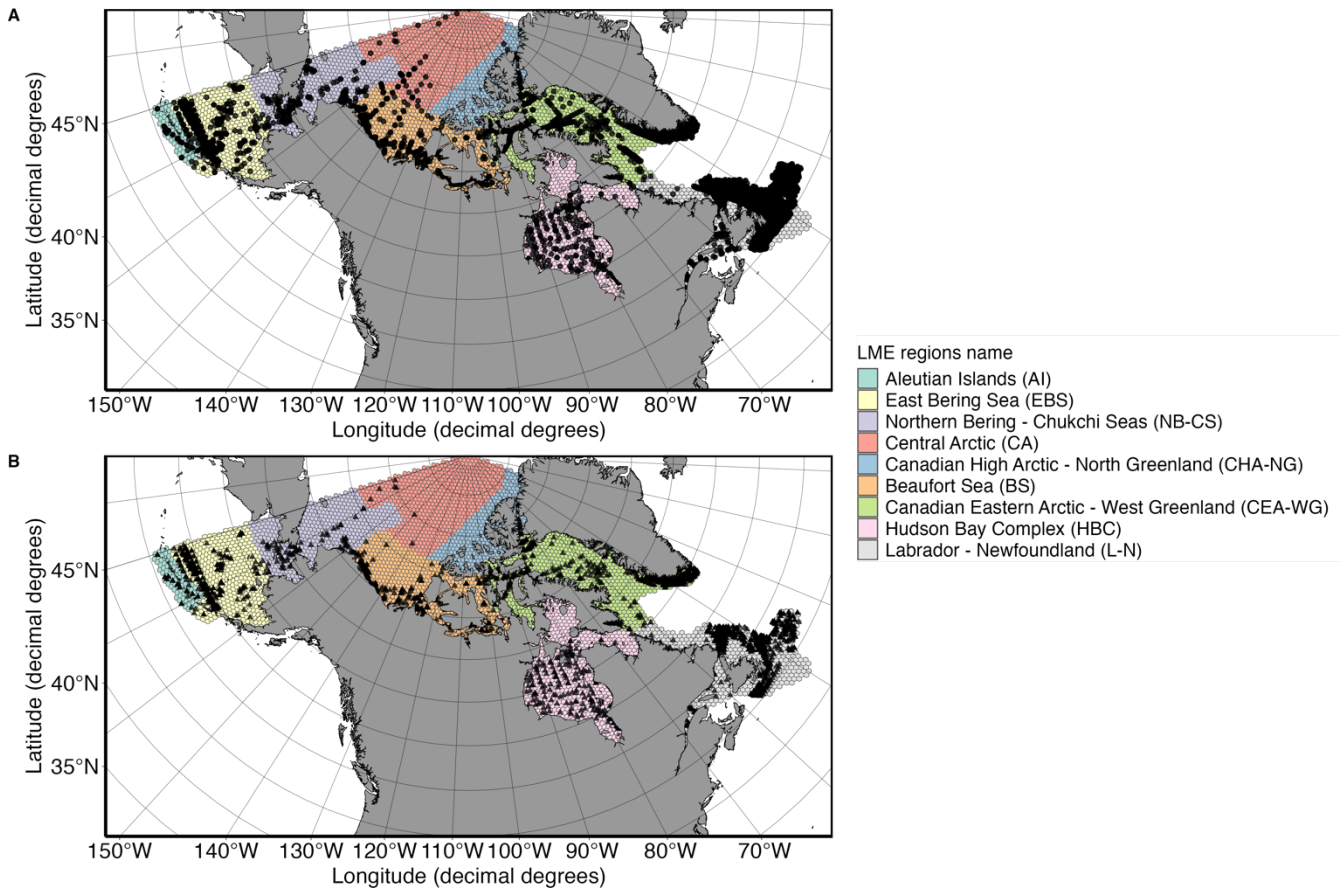 A
45°N
40°N
35°N
Latitude (decimal degrees)
150°W 140°W 130°W 120°W 110°W 100°W 90°W 80°W 70°W
Longitude (decimal degrees)
LME regions name
Aleutian Islands (AI)
East Bering Sea (EBS)
Northern Bering - Chukchi Seas (NB-CS)
Central Arctic (CA)
Canadian High Arctic - North Greenland (CHA-NG)
Beaufort Sea (BS)
Canadian Eastern Arctic - West Greenland (CEA-WG)
Hudson Bay Complex (HBC)
Labrador - Newfoundland (L-N)
B
45°N
40°N
35°N
Latitude (decimal degrees)
150°W 140°W 130°W 120°W 110°W 100°W 90°W 80°W 70°W
Longitude (decimal degrees)